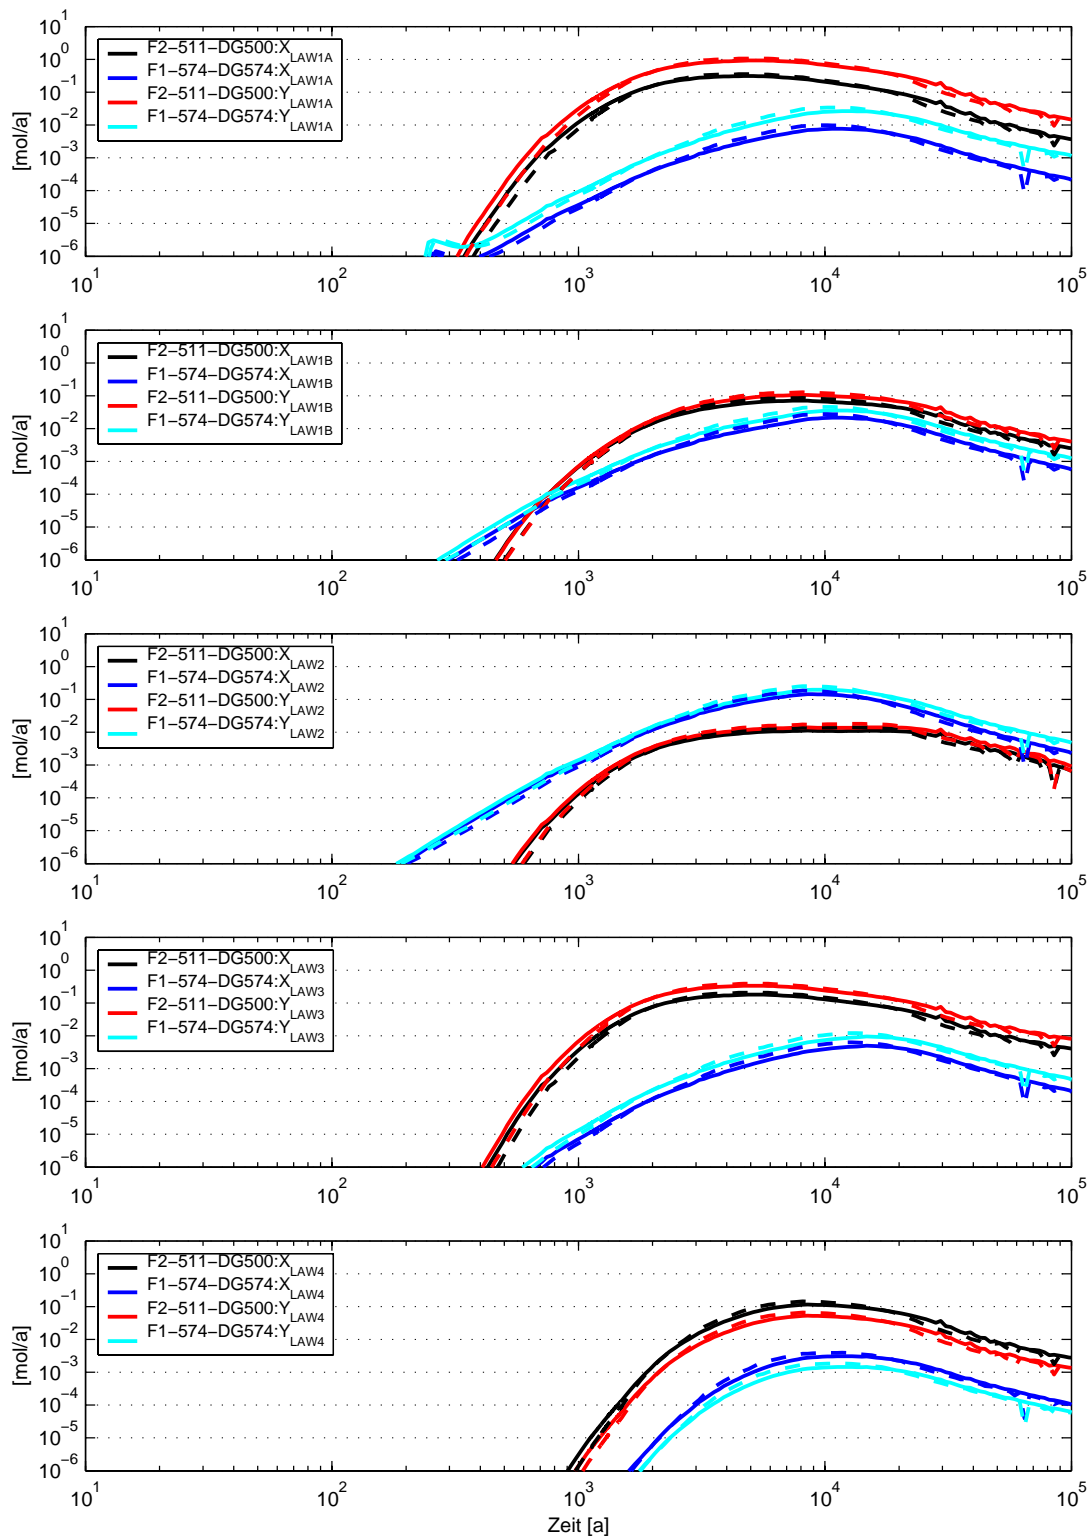 10^1
10^0
10^−1
10^−2
10^−3
10^−4
10^−5
10^−6
[mol/a]
F2−511−DG500:X_LAW1A
F1−574−DG574:X_LAW1A
F2−511−DG500:Y_LAW1A
F1−574−DG574:Y_LAW1A
10^1 10^2 10^3 10^4 10^5
10^1
10^0
10^−1
10^−2
10^−3
10^−4
10^−5
10^−6
[mol/a]
F2−511−DG500:X_LAW1B
F1−574−DG574:X_LAW1B
F2−511−DG500:Y_LAW1B
F1−574−DG574:Y_LAW1B
10^1 10^2 10^3 10^4 10^5
10^1
10^0
10^−1
10^−2
10^−3
10^−4
10^−5
10^−6
[mol/a]
F2−511−DG500:X_LAW2
F1−574−DG574:X_LAW2
F2−511−DG500:Y_LAW2
F1−574−DG574:Y_LAW2
10^1 10^2 10^3 10^4 10^5
10^1
10^0
10^−1
10^−2
10^−3
10^−4
10^−5
10^−6
[mol/a]
F2−511−DG500:X_LAW3
F1−574−DG574:X_LAW3
F2−511−DG500:Y_LAW3
F1−574−DG574:Y_LAW3
10^1 10^2 10^3 10^4 10^5
10^1
10^0
10^−1
10^−2
10^−3
10^−4
10^−5
10^−6
[mol/a]
F2−511−DG500:X_LAW4
F1−574−DG574:X_LAW4
F2−511−DG500:Y_LAW4
F1−574−DG574:Y_LAW4
10^1 10^2 10^3 10^4 10^5
Zeit [a]